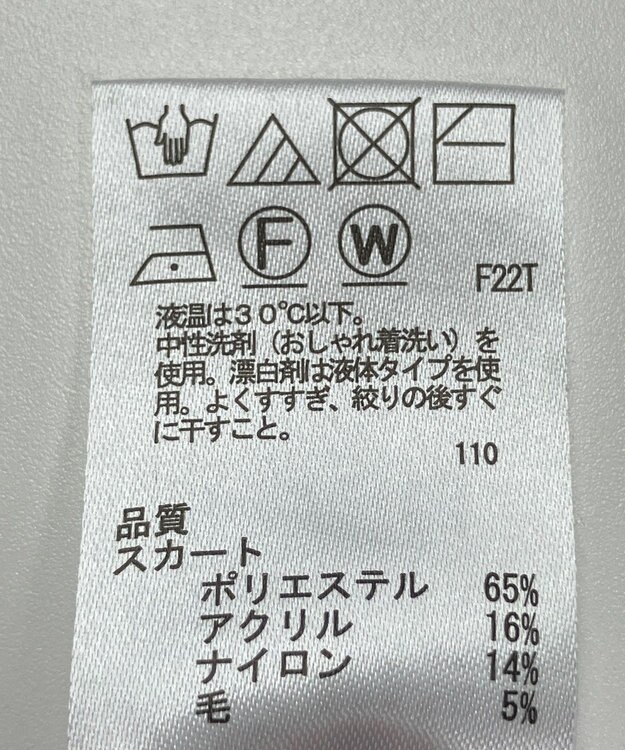 F W F22T
液温は30℃以下。
中性洗剤(おしゃれ着洗い)を
使用。漂白剤は液体タイプを使
用。よくすすぎ、絞りの後すぐ
に干すこと。
110
品質
スカート
ポリエステル 65%
アクリル 16%
ナイロン 14%
毛 5%